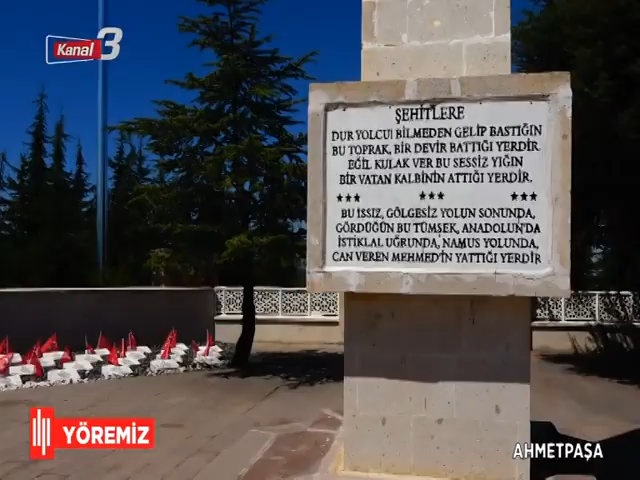 Kanal 3
ŞEHİTLERE
DUR YOLCU! BİLMEDEN GELİP BASTIĞIN
BU TOPRAK, BİR DEVİR BATTIĞI YERDİR.
EĞİL KULAK VER BU SESSİZ YIĞIN
BİR VATAN KALBİNİN ATTIĞI YERDİR.
*** *** ***
BU ISSIZ, GÖLGESİZ YOLUN SONUNDA,
GÖRDÜĞÜN BU TÜMSEK, ANADOLU'DA
İSTİKLAL UĞRUNDA, NAMUS YOLUNDA,
CAN VEREN MEHMED'İN YATTIĞI YERDİR
YÖREMİZ
AHMETPAŞA